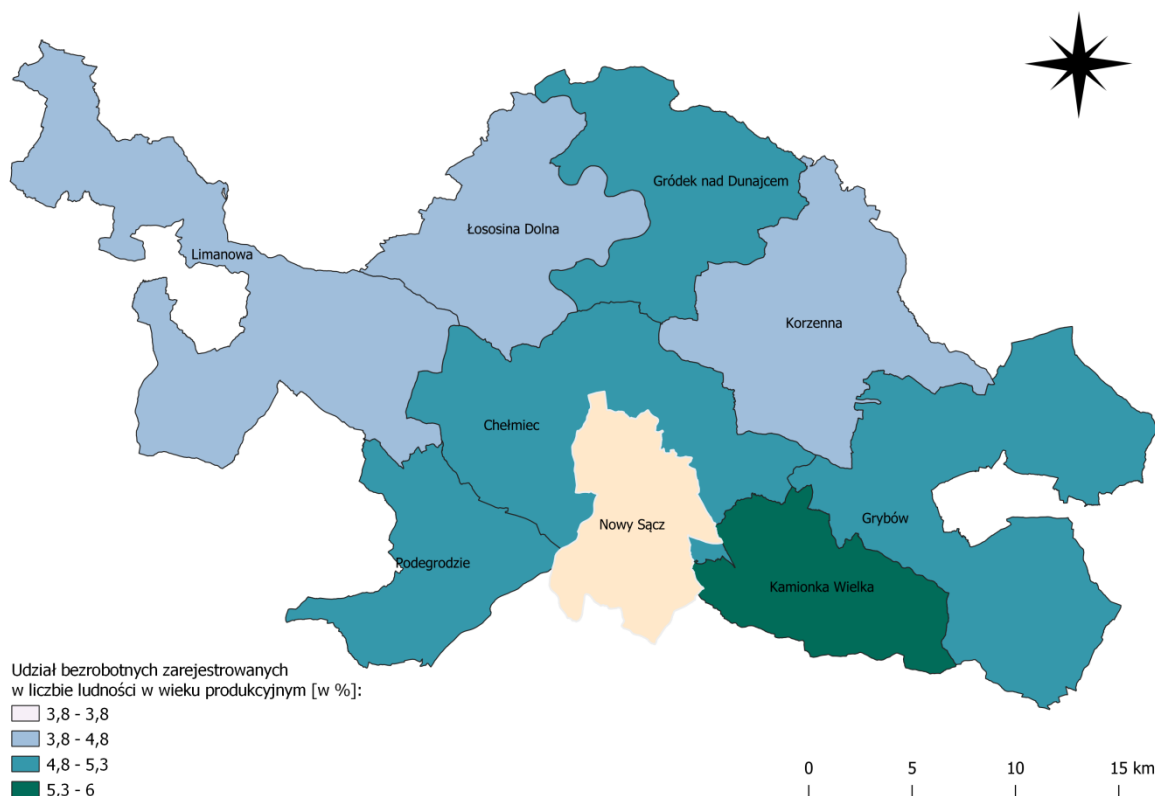 Gródek nad Dunajcem
Łososina Dolna
Limanowa
Korzenna
Chełmiec
Nowy Sącz
Grybów
Podegrodzie
Kamionka Wielka
Udział bezrobotnych zarejestrowanych
w liczbie ludności w wieku produkcyjnym [w %]:
3,8 - 3,8
3,8 - 4,8
4,8 - 5,3
5,3 - 6
0 5 10 15 km